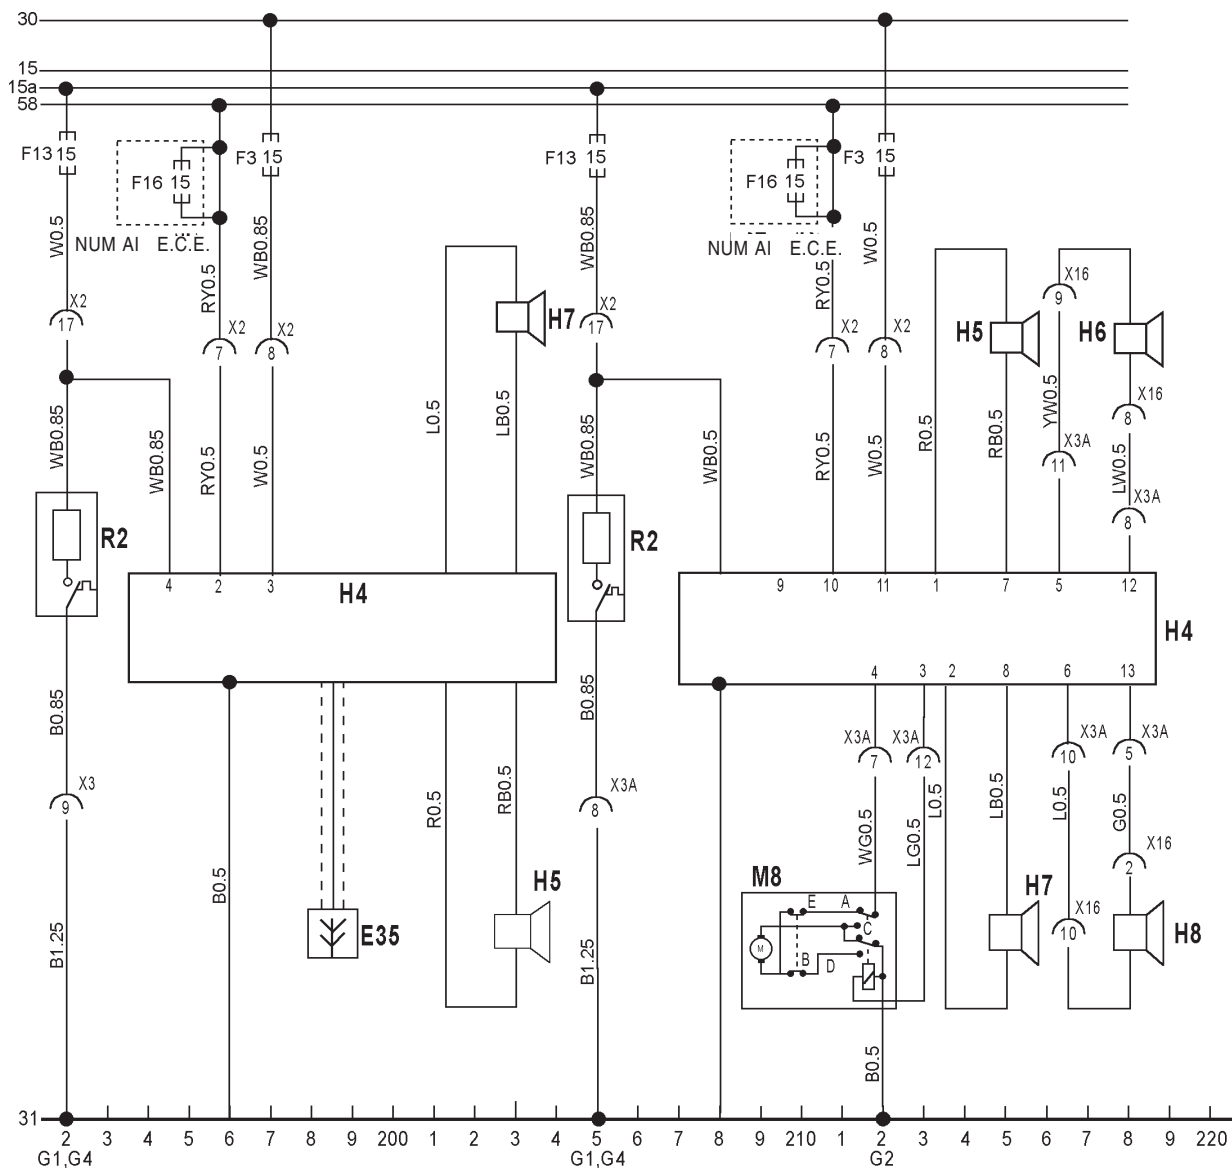 30
15
15a
58
F13 15
F16 15
F3 15
F13 15
F16 15
F3 15
NUM AI E.C.E.
NUM AI E.C.E.
W0.5
RY0.5
WB0.85
WB0.85
RY0.5
W0.5
X2
17
X2
7
X2
8
H7
X2
17
X2
7
X2
8
H5
X16
9
H6
X16
8
WB0.85
WB0.85
RY0.5
W0.5
L0.5
LB0.5
WB0.85
WB0.5
RY0.5
W0.5
R0.5
RB0.5
YW0.5
X3A
11
LW0.5
X3A
8
R2
R2
4 2 3
H4
9 10 11 1 7 5 12
H4
4 3 2 8 6 13
B0.85
X3
9
B1.25
B0.5
E35
R0.5
RB0.5
H5
B0.85
X3A
8
B1.25
X3A
7
X3A
12
L0.5
WG0.5
LG0.5
LB0.5
X3A
10
L0.5
X3A
5
G0.5
X16
2
M8
E A
C
M
B D
H7
X16
10
H8
B0.5
31
2 3 4 5 6 7 8 9 200 1 2 3 4 5 6 7 8 9 210 1 2 3 4 5 6 7 8 9 220
G1,G4 G1,G4 G2